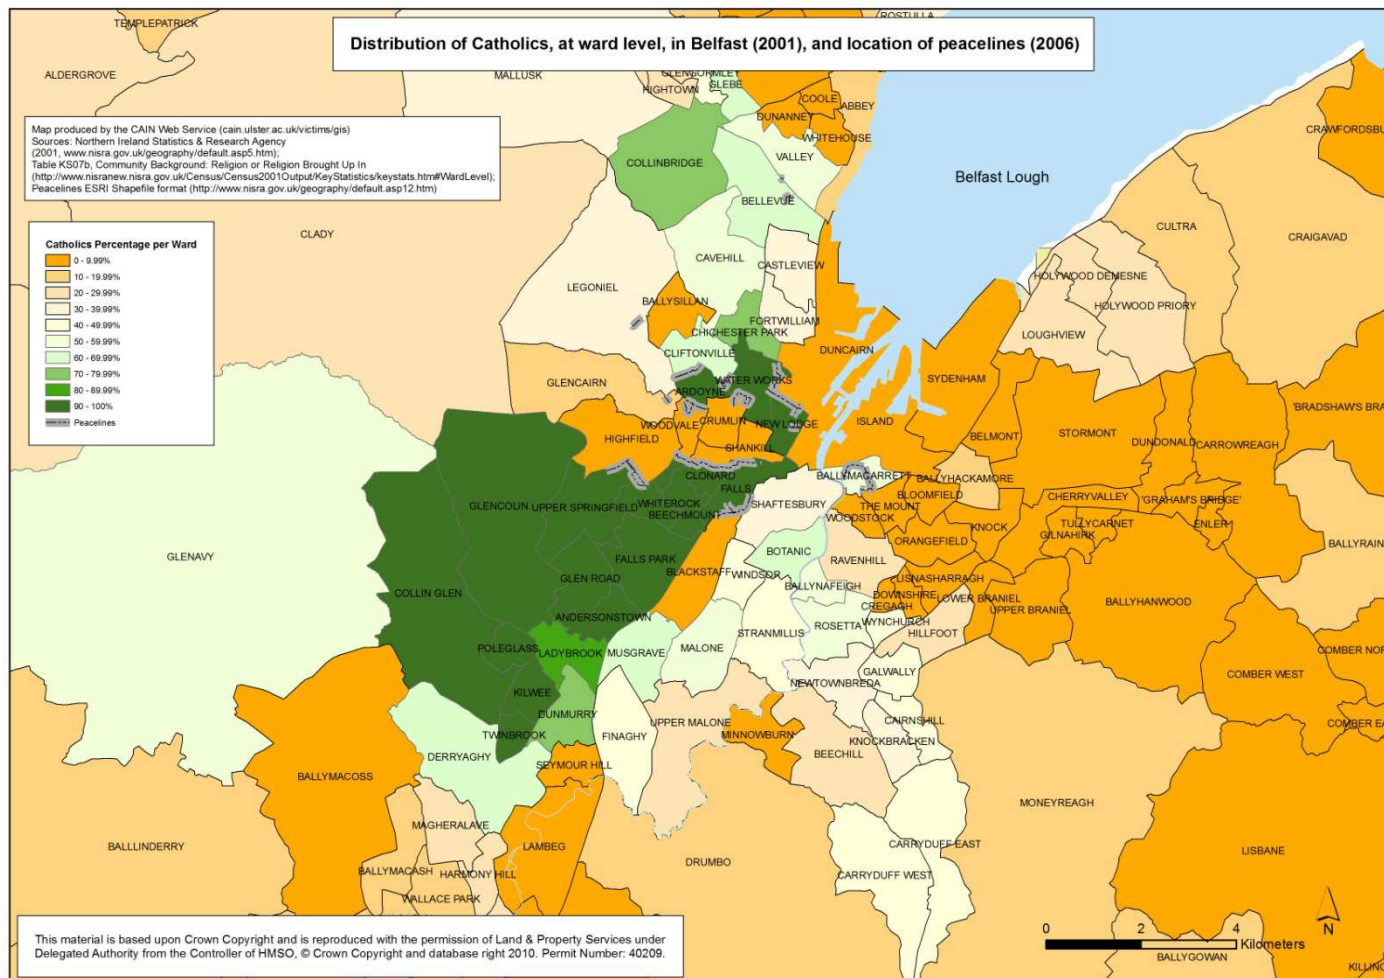 TEMPLEPATRICK
ROSTULLA
Distribution of Catholics, at ward level, in Belfast (2001), and location of peacelines (2006)
ALDERGROVE
MALLUSK
GLENGORMLEY
HIGHTOWN
GLEBE
COOLE
ABBEY
DUNANNEY
WHITEHOUSE
CRAWFORDSBU
Map produced by the CAIN Web Service (cain.ulster.ac.uk/victims/gis)
Sources: Northern Ireland Statistics & Research Agency
(2001, www.nisra.gov.uk/geography/default.asp5.htm);
Table KS07b, Community Background: Religion or Religion Brought Up In
(http://www.nisranew.nisra.gov.uk/Census/Census2001Output/KeyStatistics/keystats.htm#WardLevel);
Peacelines ESRI Shapefile format (http://www.nisra.gov.uk/geography/default.asp12.htm)
COLLINBRIDGE
VALLEY
Belfast Lough
BELLEVUE
CULTRA
CRAIGAVAD
CLADY
Catholics Percentage per Ward
0 - 9.99%
10 - 19.99%
20 - 29.99%
30 - 39.99%
40 - 49.99%
50 - 59.99%
60 - 69.99%
70 - 79.99%
80 - 89.99%
90 - 100%
Peacelines
CAVEHILL
CASTLEVIEW
HOLYWOOD DEMESNE
LEGONIEL
BALLYSILLAN
HOLYWOOD PRIORY
FORTWILLIAM
CHICHESTER PARK
LOUGHVIEW
CLIFTONVILLE
DUNCAIRN
GLENCAIRN
WATER WORKS
SYDENHAM
ARDOYNE
'BRADSHAW'S BRA
CRUMLIN
NEW LODGE
ISLAND
WOODVALE
STORMONT
HIGHFIELD
BELMONT
DUNDONALD
CARROWREAGH
SHANKILL
CLONARD
BALLYMACARRETT
BALLYHACKAMORE
FALLS
BLOOMFIELD
CHERRYVALLEY
'GRAHAM'S BRIDGE'
WHITEROCK
SHAFTESBURY
THE MOUNT
GLENCOLIN
UPPER SPRINGFIELD
BEECHMOUNT
WOODSTOCK
KNOCK
TULLYCARNET
ENLER
GILNAHIRK
ORANGEFIELD
GLENAVY
BOTANIC
FALLS PARK
RAVENHILL
BALLYRAIN
BLACKSTAFF
WINDSOR
GLEN ROAD
BALLYNAFEIGH
LISNASHARRAGH
COLLIN GLEN
DOWNSHIRE
LOWER BRANIEL
BALLYHANWOOD
CREGAGH
UPPER BRANIEL
ANDERSONSTOWN
ROSETTA
WYNCHURCH
STRANMILLIS
HILLFOOT
COMBER NOR
POLEGLASS
LADYBROOK
MUSGRAVE
MALONE
GALWALLY
COMBER WEST
NEWTOWNBREDA
KILWEE
DUNMURRY
CAIRNSHILL
UPPER MALONE
COMBER EA
TWINBROOK
FINAGHY
MINNOWBURN
KNOCKBRACKEN
DERRYAGHY
BEECHILL
SEYMOUR HILL
BALLYMACOSS
MONEYREAGH
MAGHERALAVE
BALLLINDERRY
LAMBEG
CARRYDUFF EAST
LISBANE
DRUMBO
BALLYMACASH
HARMONY HILL
CARRYDUFF WEST
WALLACE PARK
N
0 2 4
Kilometers
This material is based upon Crown Copyright and is reproduced with the permission of Land & Property Services under
Delegated Authority from the Controller of HMSO, © Crown Copyright and database right 2010. Permit Number: 40209.
BALLYGOWAN
KILLING